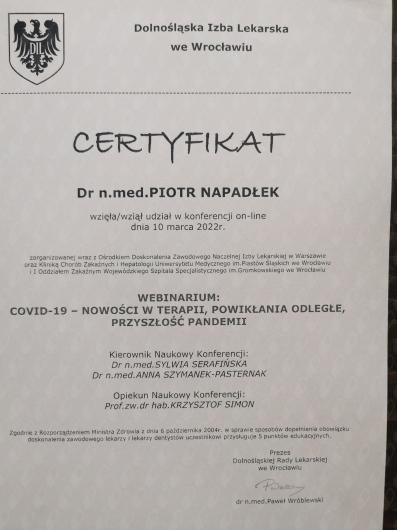 DIL
Dolnośląska Izba Lekarska
we Wrocławiu
CERTYFIKAT
Dr n.med.PIOTR NAPADŁEK
wzięła/wziął udział w konferencji on-line
dnia 10 marca 2022r.
zorganizowanej wraz z Ośrodkiem Doskonalenia Zawodowego Naczelnej Izby Lekarskiej w Warszawie
oraz Kliniką Chorób Zakaźnych i Hepatologii Uniwersytetu Medycznego im.Piastów Śląskich we Wrocławiu
i I Oddziałem Zakaźnym Wojewódzkiego Szpitala Specjalistycznego im.Gromkowskiego we Wrocławiu
WEBINARIUM:
COVID-19 – NOWOŚCI W TERAPII, POWIKŁANIA ODLEGŁE,
PRZYSZŁOŚĆ PANDEMII
Kierownik Naukowy Konferencji:
Dr n.med.SYLWIA SERAFIŃSKA
Dr n.med.ANNA SZYMANEK-PASTERNAK
Opiekun Naukowy Konferencji:
Prof.zw.dr hab.KRZYSZTOF SIMON
Zgodnie z Rozporządzeniem Ministra Zdrowia z dnia 6 października 2004r. w sprawie sposobów dopełnienia obowiązku
doskonalenia zawodowego lekarzy i lekarzy dentystów uczestnikowi przysługuje 5 punktów edukacyjnych.
Prezes
Dolnośląskiej Rady Lekarskiej
we Wrocławiu
dr n.med.Paweł Wróblewski